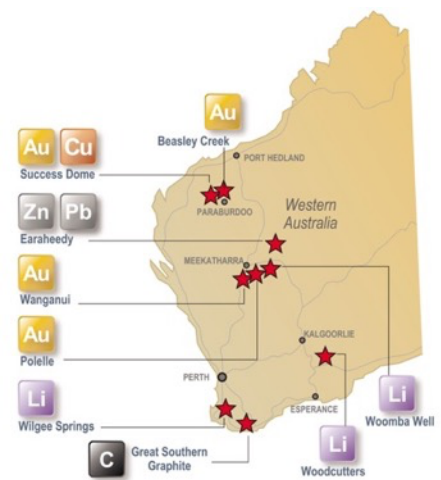 Au
Beasley Creek
Au Cu
Success Dome
PORT HEDLAND
PARABURDOO
Western
Australia
Zn Pb
Earaheedy
MEEKATHARRA
Au
Wanganui
Au
Polelle
KALGOORLIE
PERTH
ESPERANCE
Li
Wilgee Springs
Li
Woomba Well
C
Great Southern
Graphite
Li
Woodcutters